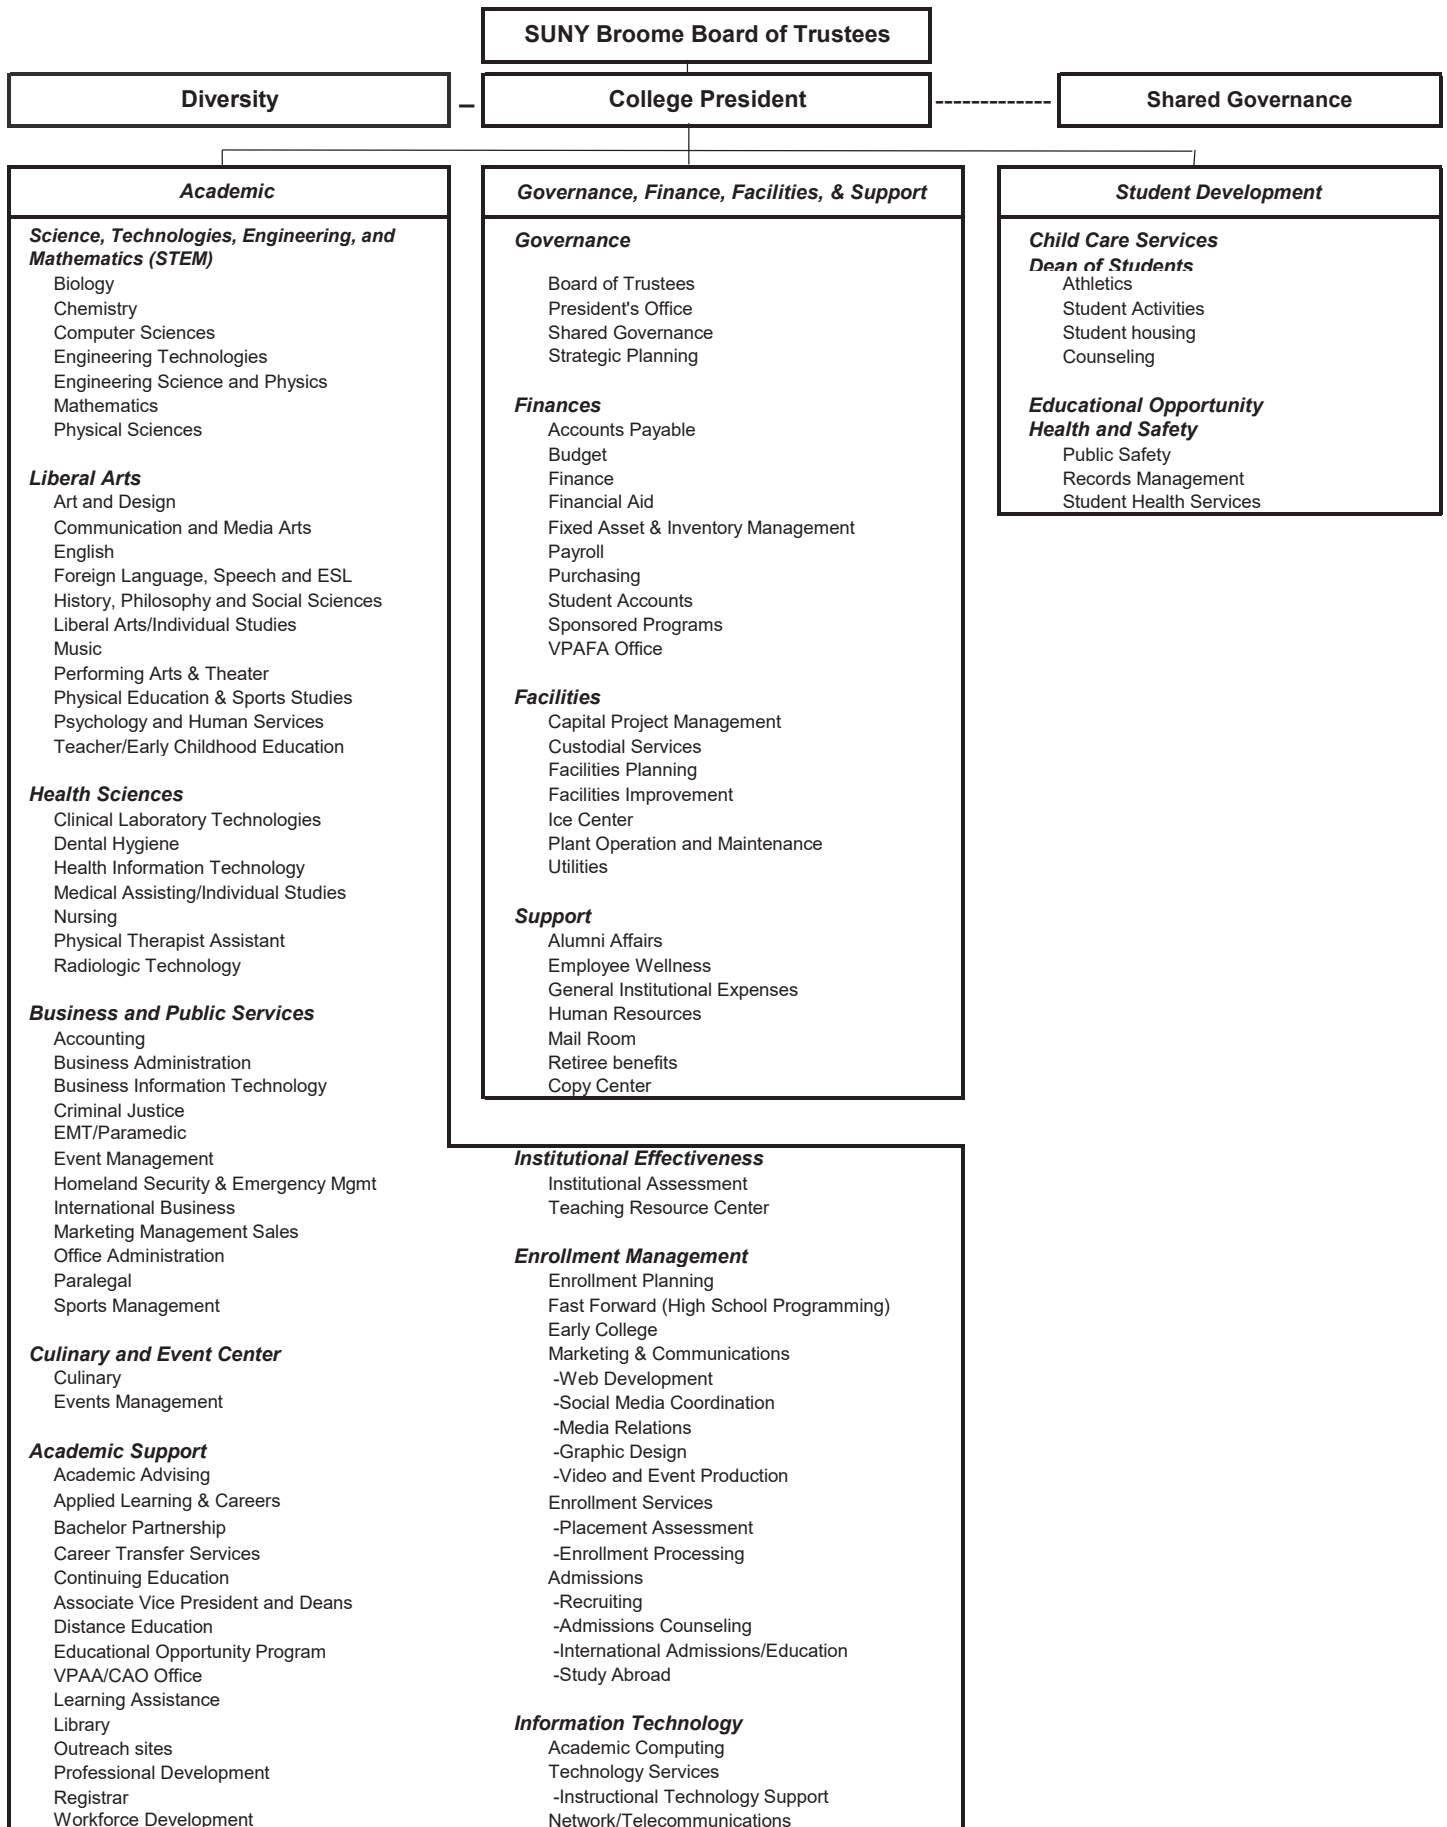 SUNY Broome Board of Trustees
Diversity
College President
Shared Governance
Academic
Science, Technologies, Engineering, and
Mathematics (STEM)
Biology
Chemistry
Computer Sciences
Engineering Technologies
Engineering Science and Physics
Mathematics
Physical Sciences
Liberal Arts
Art and Design
Communication and Media Arts
English
Foreign Language, Speech and ESL
History, Philosophy and Social Sciences
Liberal Arts/Individual Studies
Music
Performing Arts & Theater
Physical Education & Sports Studies
Psychology and Human Services
Teacher/Early Childhood Education
Health Sciences
Clinical Laboratory Technologies
Dental Hygiene
Health Information Technology
Medical Assisting/Individual Studies
Nursing
Physical Therapist Assistant
Radiologic Technology
Business and Public Services
Accounting
Business Administration
Business Information Technology
Criminal Justice
EMT/Paramedic
Event Management
Homeland Security & Emergency Mgmt
International Business
Marketing Management Sales
Office Administration
Paralegal
Sports Management
Culinary and Event Center
Culinary
Events Management
Academic Support
Academic Advising
Applied Learning & Careers
Bachelor Partnership
Career Transfer Services
Continuing Education
Associate Vice President and Deans
Distance Education
Educational Opportunity Program
VPAA/CAO Office
Learning Assistance
Library
Outreach sites
Professional Development
Registrar
Workforce Development
Governance, Finance, Facilities, & Support
Governance
Board of Trustees
President's Office
Shared Governance
Strategic Planning
Finances
Accounts Payable
Budget
Finance
Financial Aid
Fixed Asset & Inventory Management
Payroll
Purchasing
Student Accounts
Sponsored Programs
VPAFA Office
Facilities
Capital Project Management
Custodial Services
Facilities Planning
Facilities Improvement
Ice Center
Plant Operation and Maintenance
Utilities
Support
Alumni Affairs
Employee Wellness
General Institutional Expenses
Human Resources
Mail Room
Retiree benefits
Copy Center
Institutional Effectiveness
Institutional Assessment
Teaching Resource Center
Enrollment Management
Enrollment Planning
Fast Forward (High School Programming)
Early College
Marketing & Communications
-Web Development
-Social Media Coordination
-Media Relations
-Graphic Design
-Video and Event Production
Enrollment Services
-Placement Assessment
-Enrollment Processing
Admissions
-Recruiting
-Admissions Counseling
-International Admissions/Education
-Study Abroad
Information Technology
Academic Computing
Technology Services
-Instructional Technology Support
Network/Telecommunications
Student Development
Child Care Services
Dean of Students
Athletics
Student Activities
Student housing
Counseling
Educational Opportunity
Health and Safety
Public Safety
Records Management
Student Health Services